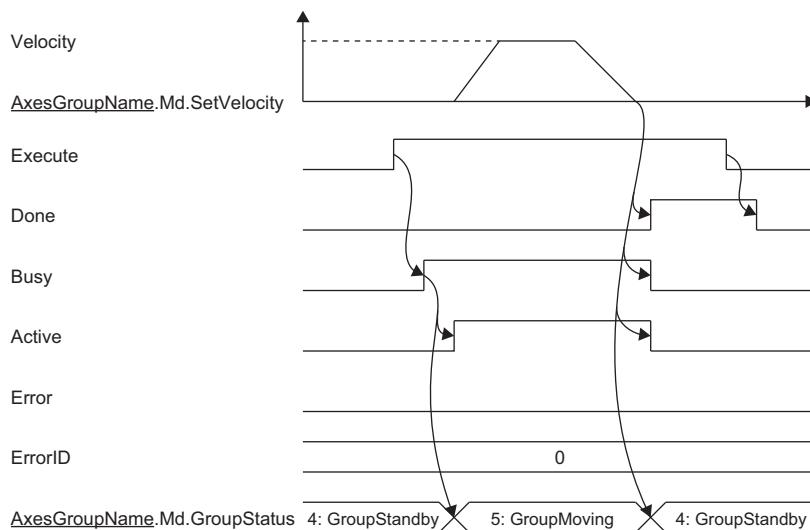 Velocity
AxesGroupName.Md.SetVelocity
Execute
Done
Busy
Active
Error
ErrorID 0
AxesGroupName.Md.GroupStatus 4: GroupStandby 5: GroupMoving 4: GroupStandby